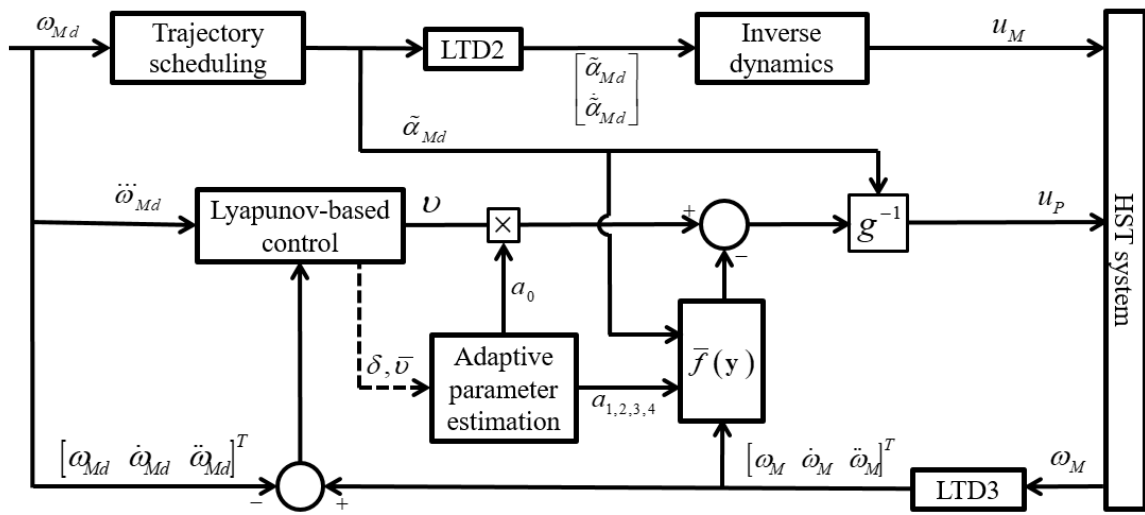 ω_Md
Trajectory
scheduling
LTD2
[α̃_Md
α̃̇_Md]
Inverse
dynamics
u_M
α̃_Md
ω⃛_Md
Lyapunov-based
control
υ
×
+
−
g⁻¹
u_P
HST system
a_0
δ, ῡ
Adaptive
parameter
estimation
a_1,2,3,4
f̄(y)
[ω_Md ω̇_Md ω̈_Md]^T
−
+
[ω_M ω̇_M ω̈_M]^T
LTD3
ω_M